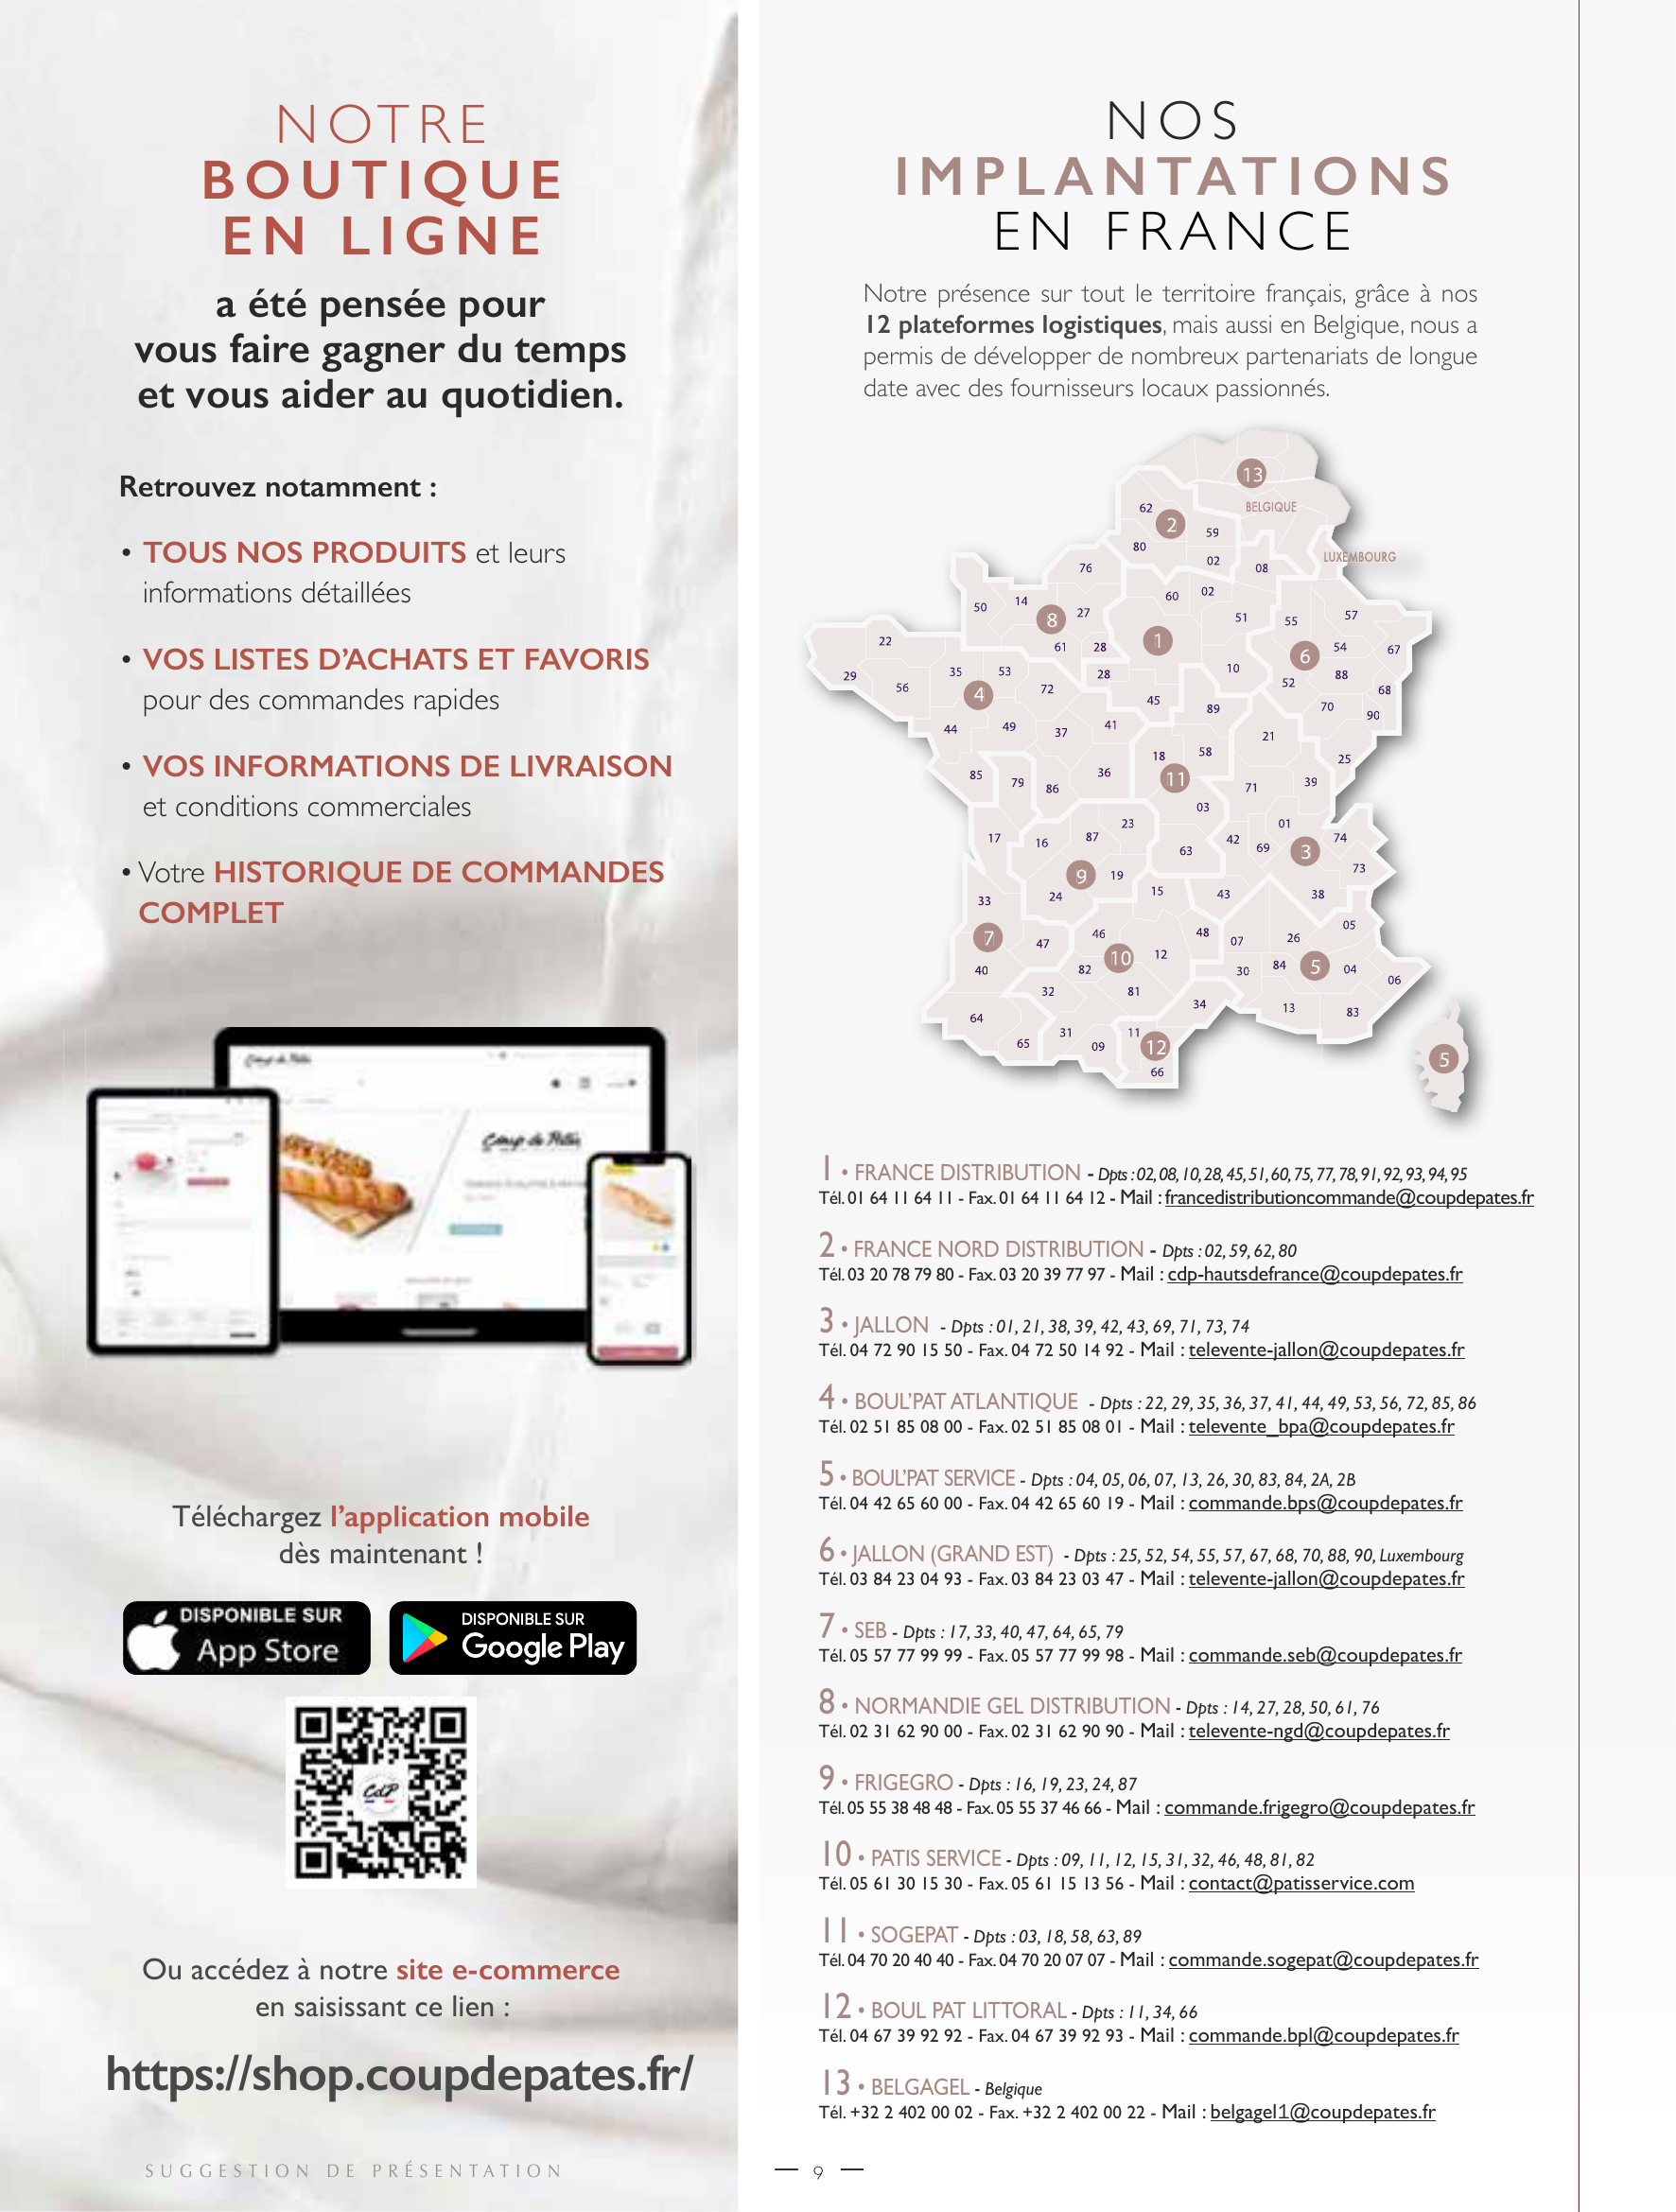 NOTRE
BOUTIQUE
EN LIGNE
a été pensée pour
vous faire gagner du temps
et vous aider au quotidien.
Retrouvez notamment :
• TOUS NOS PRODUITS et leurs
informations détaillées
• VOS LISTES D’ACHATS ET FAVORIS
pour des commandes rapides
• VOS INFORMATIONS DE LIVRAISON
et conditions commerciales
• Votre HISTORIQUE DE COMMANDES
COMPLET
Coup de Pates
Coup de Pates
Téléchargez l’application mobile
dès maintenant !
DISPONIBLE SUR
App Store
DISPONIBLE SUR
Google Play
CdP
Ou accédez à notre site e-commerce
en saisissant ce lien :
https://shop.coupdepates.fr/
SUGGESTION DE PRÉSENTATION
NOS
IMPLANTATIONS
EN FRANCE
Notre présence sur tout le territoire français, grâce à nos
12 plateformes logistiques, mais aussi en Belgique, nous a
permis de développer de nombreux partenariats de longue
date avec des fournisseurs locaux passionnés.
13
62 2 BELGIQUE
80 59
76 02 08 LUXEMBOURG
50 14 8 27 60 02 51 55 57
22 61 28 1 6 54 67
29 56 35 53 72 28 10 52 88 68
4 45 89 70 90
44 49 37 41 21
18 58 25
85 79 86 36 11 71 39
03
17 16 87 23 63 42 69 01 3 74
9 19 73
33 24 15 43 38
7 47 46 48 07 26 05
40 82 10 12 30 84 5 04 06
32 81 34 13 83
64 65 31 09 11 12
66
5
1 • FRANCE DISTRIBUTION - Dpts : 02, 08, 10, 28, 45, 51, 60, 75, 77, 78, 91, 92, 93, 94, 95
Tél. 01 64 11 64 11 - Fax. 01 64 11 64 12 - Mail : francedistributioncommande@coupdepates.fr
2 • FRANCE NORD DISTRIBUTION - Dpts : 02, 59, 62, 80
Tél. 03 20 78 79 80 - Fax. 03 20 39 77 97 - Mail : cdp-hautsdefrance@coupdepates.fr
3 • JALLON - Dpts : 01, 21, 38, 39, 42, 43, 69, 71, 73, 74
Tél. 04 72 90 15 50 - Fax. 04 72 50 14 92 - Mail : televente-jallon@coupdepates.fr
4 • BOUL’PAT ATLANTIQUE - Dpts : 22, 29, 35, 36, 37, 41, 44, 49, 53, 56, 72, 85, 86
Tél. 02 51 85 08 00 - Fax. 02 51 85 08 01 - Mail : televente_bpa@coupdepates.fr
5 • BOUL’PAT SERVICE - Dpts : 04, 05, 06, 07, 13, 26, 30, 83, 84, 2A, 2B
Tél. 04 42 65 60 00 - Fax. 04 42 65 60 19 - Mail : commande.bps@coupdepates.fr
6 • JALLON (GRAND EST) - Dpts : 25, 52, 54, 55, 57, 67, 68, 70, 88, 90, Luxembourg
Tél. 03 84 23 04 93 - Fax. 03 84 23 03 47 - Mail : televente-jallon@coupdepates.fr
7 • SEB - Dpts : 17, 33, 40, 47, 64, 65, 79
Tél. 05 57 77 99 99 - Fax. 05 57 77 99 98 - Mail : commande.seb@coupdepates.fr
8 • NORMANDIE GEL DISTRIBUTION - Dpts : 14, 27, 28, 50, 61, 76
Tél. 02 31 62 90 00 - Fax. 02 31 62 90 90 - Mail : televente-ngd@coupdepates.fr
9 • FRIGEGRO - Dpts : 16, 19, 23, 24, 87
Tél. 05 55 38 48 48 - Fax. 05 55 37 46 66 - Mail : commande.frigegro@coupdepates.fr
10 • PATIS SERVICE - Dpts : 09, 11, 12, 15, 31, 32, 46, 48, 81, 82
Tél. 05 61 30 15 30 - Fax. 05 61 15 13 56 - Mail : contact@patisservice.com
11 • SOGEPAT - Dpts : 03, 18, 58, 63, 89
Tél. 04 70 20 40 40 - Fax. 04 70 20 07 07 - Mail : commande.sogepat@coupdepates.fr
12 • BOUL PAT LITTORAL - Dpts : 11, 34, 66
Tél. 04 67 39 92 92 - Fax. 04 67 39 92 93 - Mail : commande.bpl@coupdepates.fr
13 • BELGAGEL - Belgique
Tél. +32 2 402 00 02 - Fax. +32 2 402 00 22 - Mail : belgagel1@coupdepates.fr
— 9 —